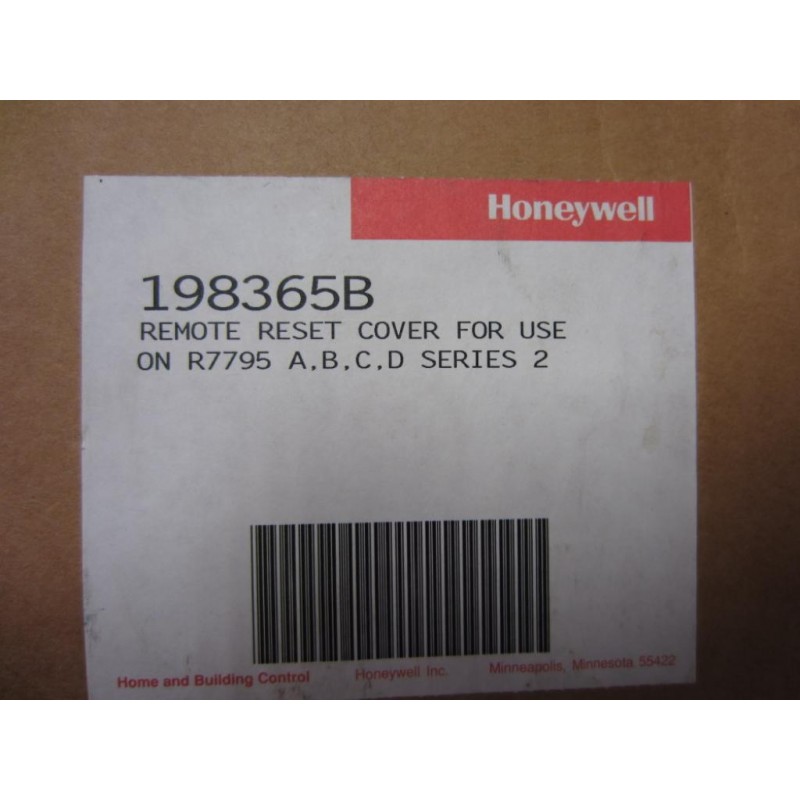 Honeywell
198365B
REMOTE RESET COVER FOR USE
ON R7795 A,B,C,D SERIES 2
Home and Building Control Honeywell Inc. Minneapolis, Minnesota 55422